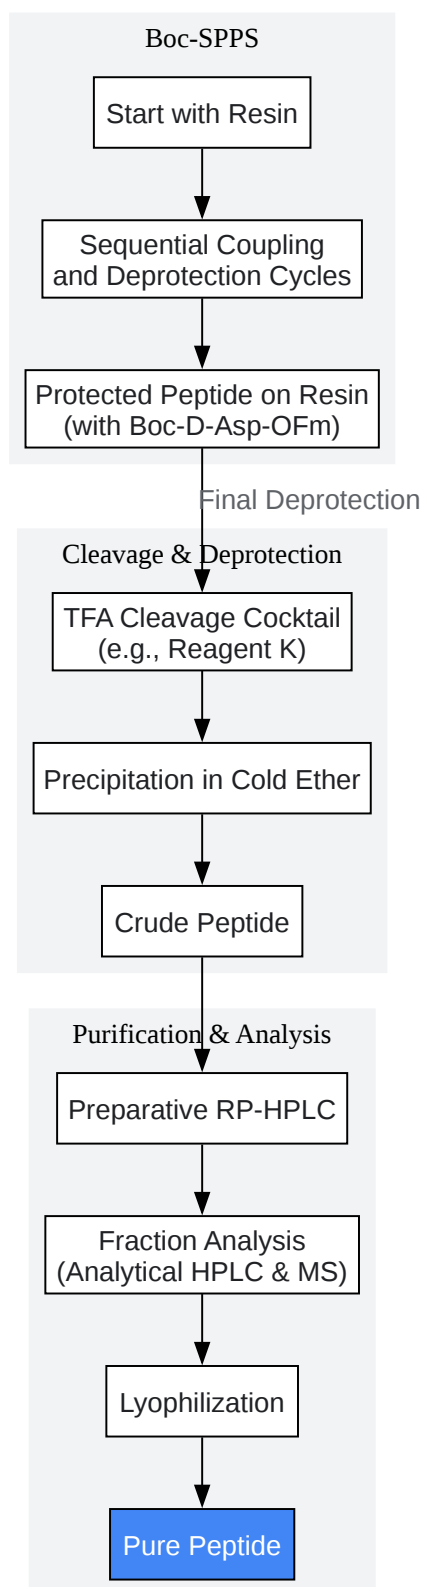 Boc-SPPS
Start with Resin
Sequential Coupling
and Deprotection Cycles
Protected Peptide on Resin
(with Boc-D-Asp-OFm)
Final Deprotection
Cleavage & Deprotection
TFA Cleavage Cocktail
(e.g., Reagent K)
Precipitation in Cold Ether
Crude Peptide
Purification & Analysis
Preparative RP-HPLC
Fraction Analysis
(Analytical HPLC & MS)
Lyophilization
Pure Peptide